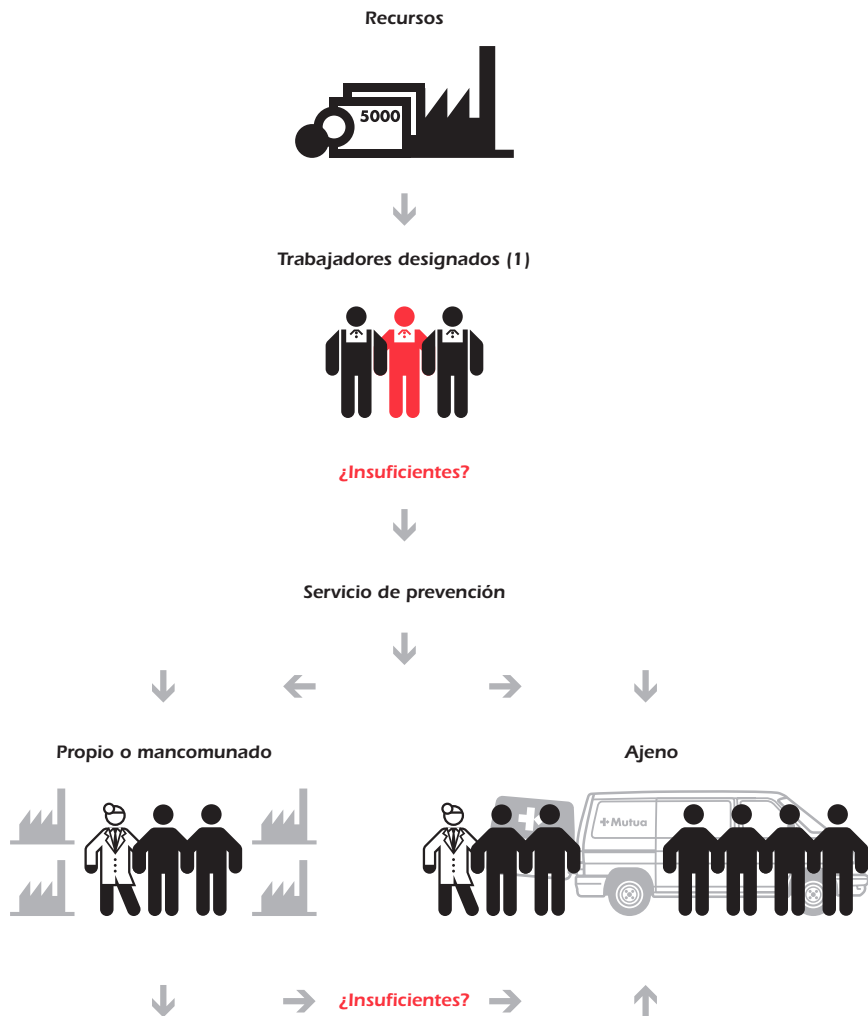 Recursos
5000
Trabajadores designados (1)
¿Insuficientes?
Servicio de prevención
Propio o mancomunado
Ajeno
+Mutua
¿Insuficientes?